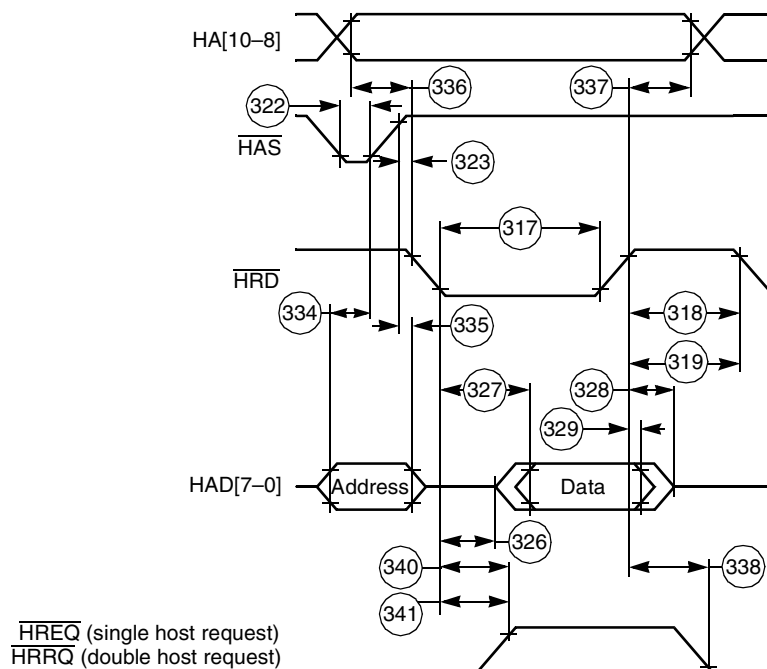 HA[10–8]
336
337
322
HAS
323
317
HRD
334
335
318
319
327
328
329
HAD[7–0]
Address
Data
326
340
338
341
HREQ (single host request)
HRRQ (double host request)